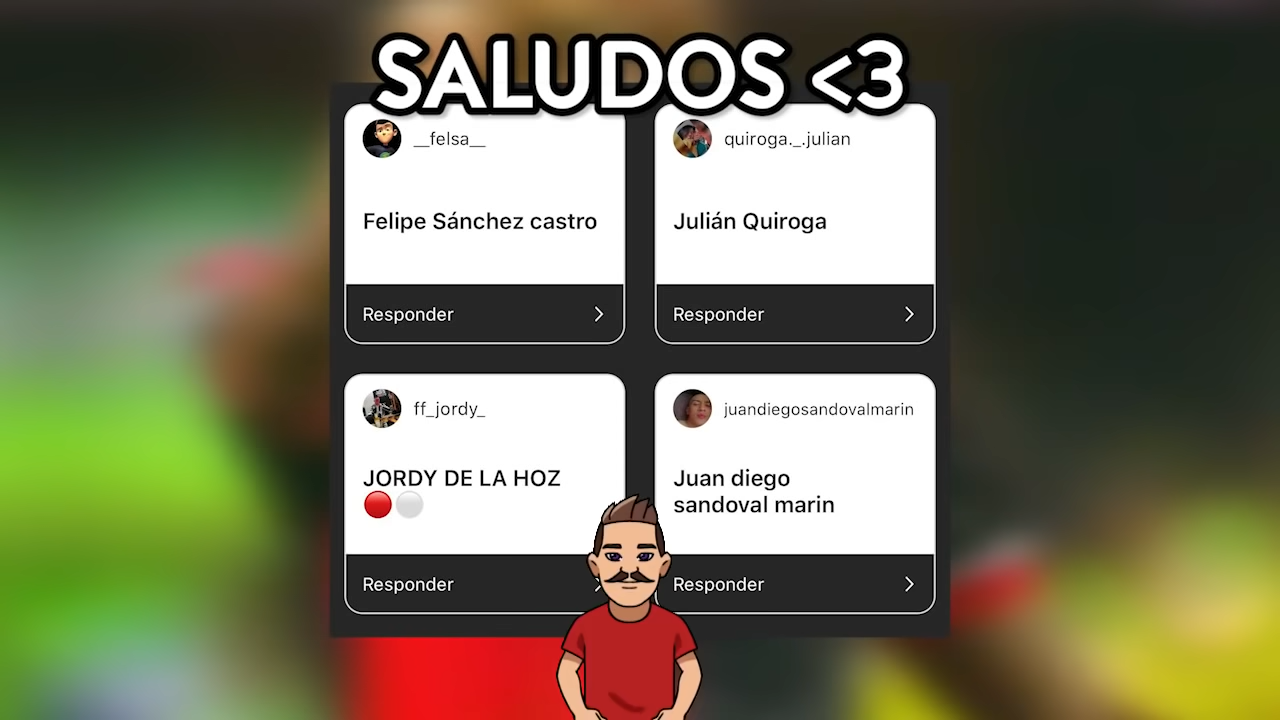 SALUDOS <3
__felsa__
Felipe Sánchez castro
Responder
quiroga._.julian
Julián Quiroga
Responder
ff_jordy_
JORDY DE LA HOZ
🔴⚪
Responder
juandiegosandovalmarin
Juan diego
sandoval marin
Responder